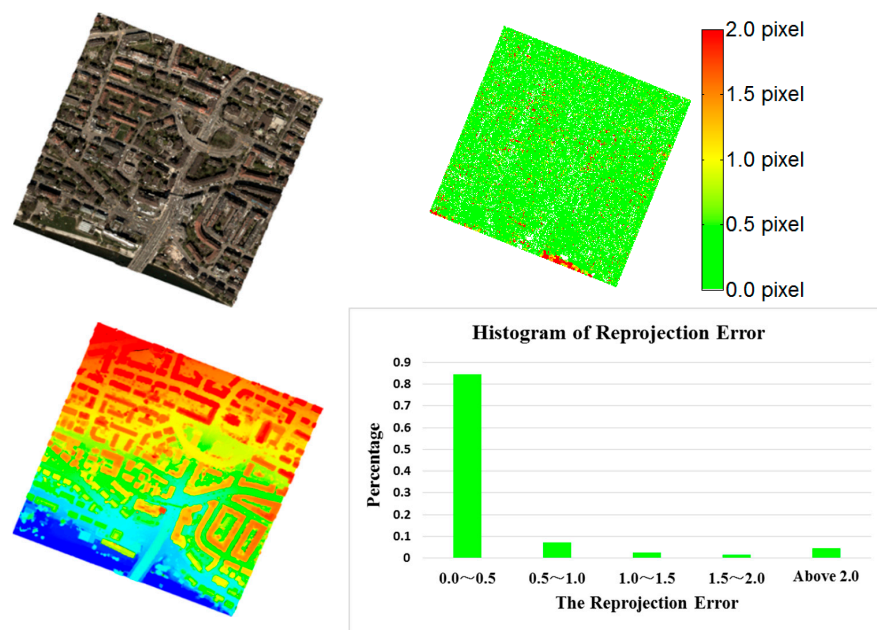 2.0 pixel
1.5 pixel
1.0 pixel
0.5 pixel
0.0 pixel
Histogram of Reprojection Error
0.9
0.8
0.7
0.6
0.5
0.4
0.3
0.2
0.1
0
Percentage
0.0～0.5
0.5～1.0
1.0～1.5
1.5～2.0
Above 2.0
The Reprojection Error